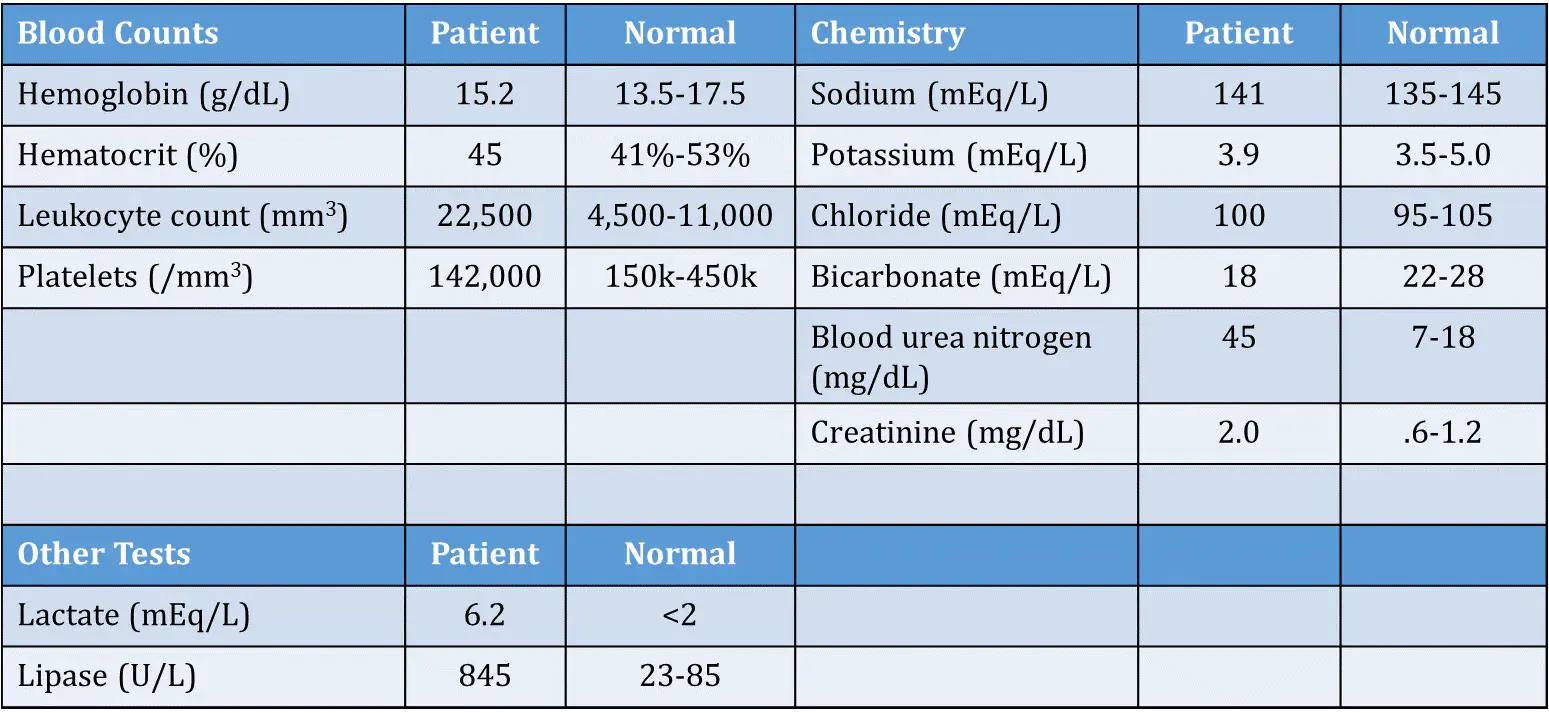 Blood Counts Patient Normal Chemistry Patient Normal
Hemoglobin (g/dL) 15.2 13.5-17.5 Sodium (mEq/L) 141 135-145
Hematocrit (%) 45 41%-53% Potassium (mEq/L) 3.9 3.5-5.0
Leukocyte count (mm³) 22,500 4,500-11,000 Chloride (mEq/L) 100 95-105
Platelets (/mm³) 142,000 150k-450k Bicarbonate (mEq/L) 18 22-28
Blood urea nitrogen 45 7-18
(mg/dL)
Creatinine (mg/dL) 2.0 .6-1.2
Other Tests Patient Normal
Lactate (mEq/L) 6.2 <2
Lipase (U/L) 845 23-85